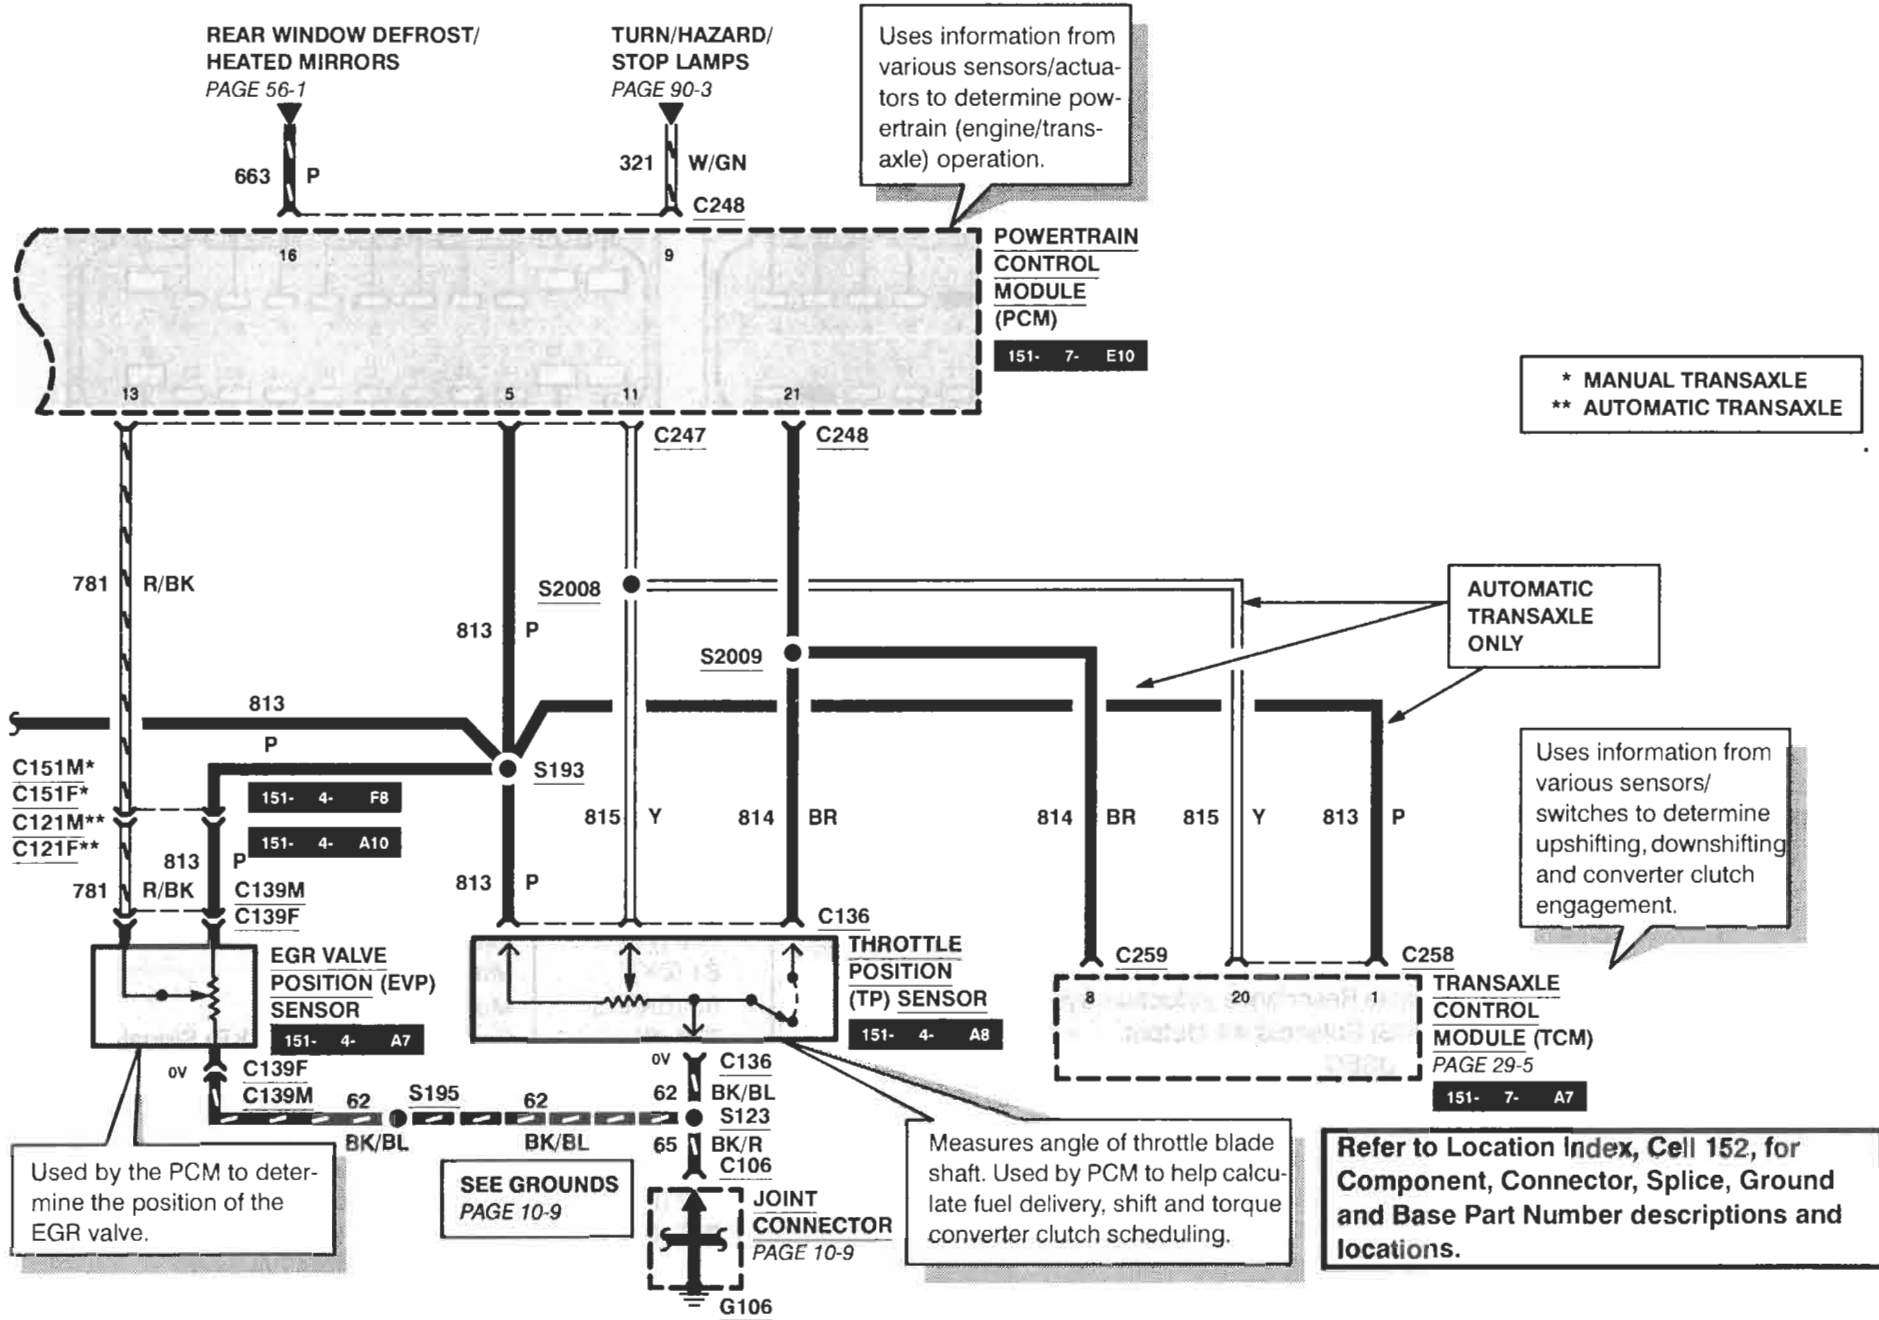 REAR WINDOW DEFROST/
HEATED MIRRORS
PAGE 56-1
TURN/HAZARD/
STOP LAMPS
PAGE 90-3
Uses information from
various sensors/actua-
tors to determine pow-
ertrain (engine/trans-
axle) operation.
663 P
321 W/GN
C248
16
9
POWERTRAIN
CONTROL
MODULE
(PCM)
151- 7- E10
* MANUAL TRANSAXLE
** AUTOMATIC TRANSAXLE
13
5
11
21
C247
C248
781 R/BK
813 P
S2008
S2009
AUTOMATIC
TRANSAXLE
ONLY
813
P
S193
C151M*
C151F*
C121M**
C121F**
151- 4- F8
151- 4- A10
815 Y
814 BR
814 BR
815 Y
813 P
Uses information from
various sensors/
switches to determine
upshifting, downshifting
and converter clutch
engagement.
813 P
781 R/BK
C139M
C139F
813 P
C136
EGR VALVE
POSITION (EVP)
SENSOR
151- 4- A7
THROTTLE
POSITION
(TP) SENSOR
151- 4- A8
C259
C258
8
20
1
TRANSAXLE
CONTROL
MODULE (TCM)
PAGE 29-5
151- 7- A7
0V
C139F
C139M
0V
C136
62
BK/BL
S195
62
BK/BL
62 BK/BL
S123
65 BK/R
C106
Used by the PCM to deter-
mine the position of the
EGR valve.
SEE GROUNDS
PAGE 10-9
JOINT
CONNECTOR
PAGE 10-9
G106
Measures angle of throttle blade
shaft. Used by PCM to help calcu-
late fuel delivery, shift and torque
converter clutch scheduling.
Refer to Location Index, Cell 152, for
Component, Connector, Splice, Ground
and Base Part Number descriptions and
locations.